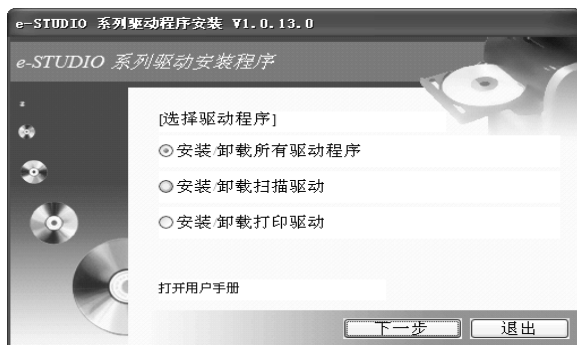 e-STUDIO 系列驱动程序安装 V1.0.13.0
e-STUDIO 系列驱动安装程序
[选择驱动程序]
安装/卸载所有驱动程序
安装/卸载扫描驱动
安装/卸载打印驱动
打开用户手册
下一步 退出